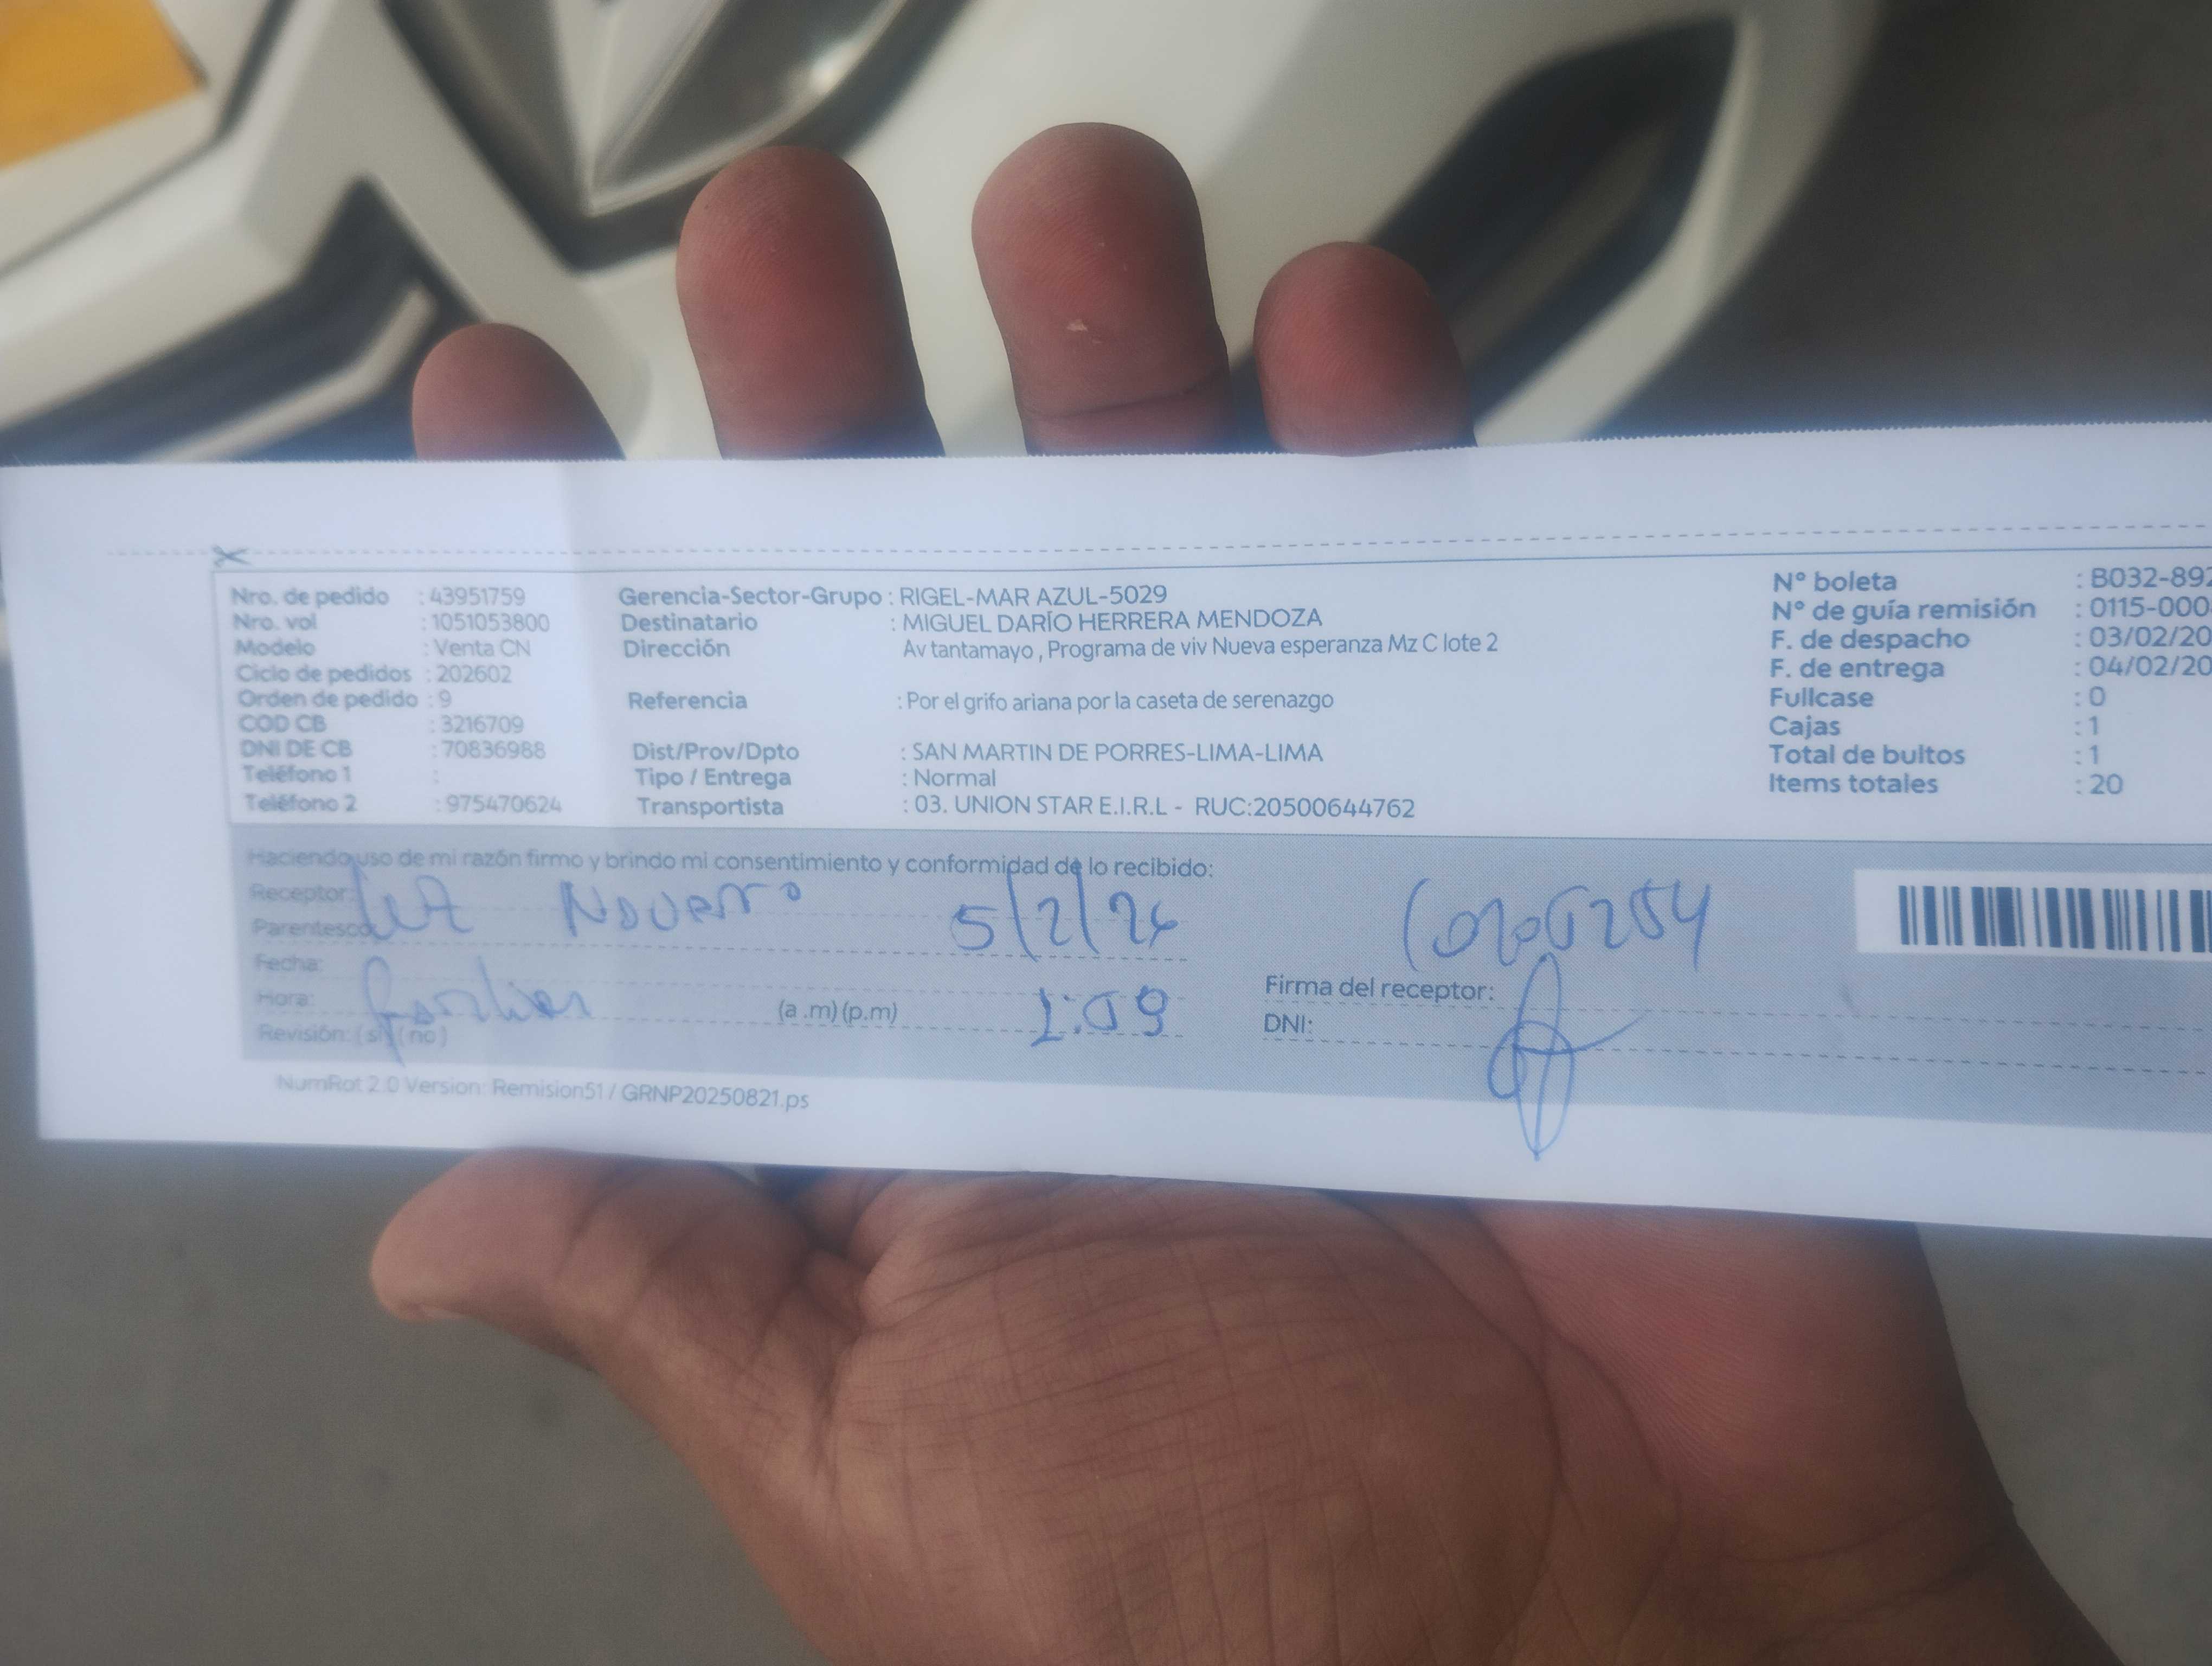 Nro. de pedido : 43951759
Nro. vol : 1051053800
Modelo : Venta CN
Ciclo de pedidos : 202602
Orden de pedido : 9
COD CB : 3216709
DNI DE CB : 70836988
Teléfono 1 :
Teléfono 2 : 975470624
Gerencia-Sector-Grupo : RIGEL-MAR AZUL-5029
Destinatario : MIGUEL DARÍO HERRERA MENDOZA
Dirección Av tantamayo , Programa de viv Nueva esperanza Mz C lote 2
Referencia : Por el grifo ariana por la caseta de serenazgo
Dist/Prov/Dpto : SAN MARTIN DE PORRES-LIMA-LIMA
Tipo / Entrega : Normal
Transportista : 03. UNION STAR E.I.R.L - RUC:20500644762
N° boleta : B032-892
N° de guía remisión : 0115-000
F. de despacho : 03/02/20
F. de entrega : 04/02/20
Fullcase : 0
Cajas : 1
Total de bultos : 1
Items totales : 20
Haciendo uso de mi razón firmo y brindo mi consentimiento y conformidad de lo recibido:
Receptor:
Parentesco: 5/2/26
Fecha:
Hora: (a .m) (p.m) 1:09
Revisión: ( si ) ( no )
Firma del receptor:
DNI:
NumRot 2.0 Version: Remision51 / GRNP20250821.ps